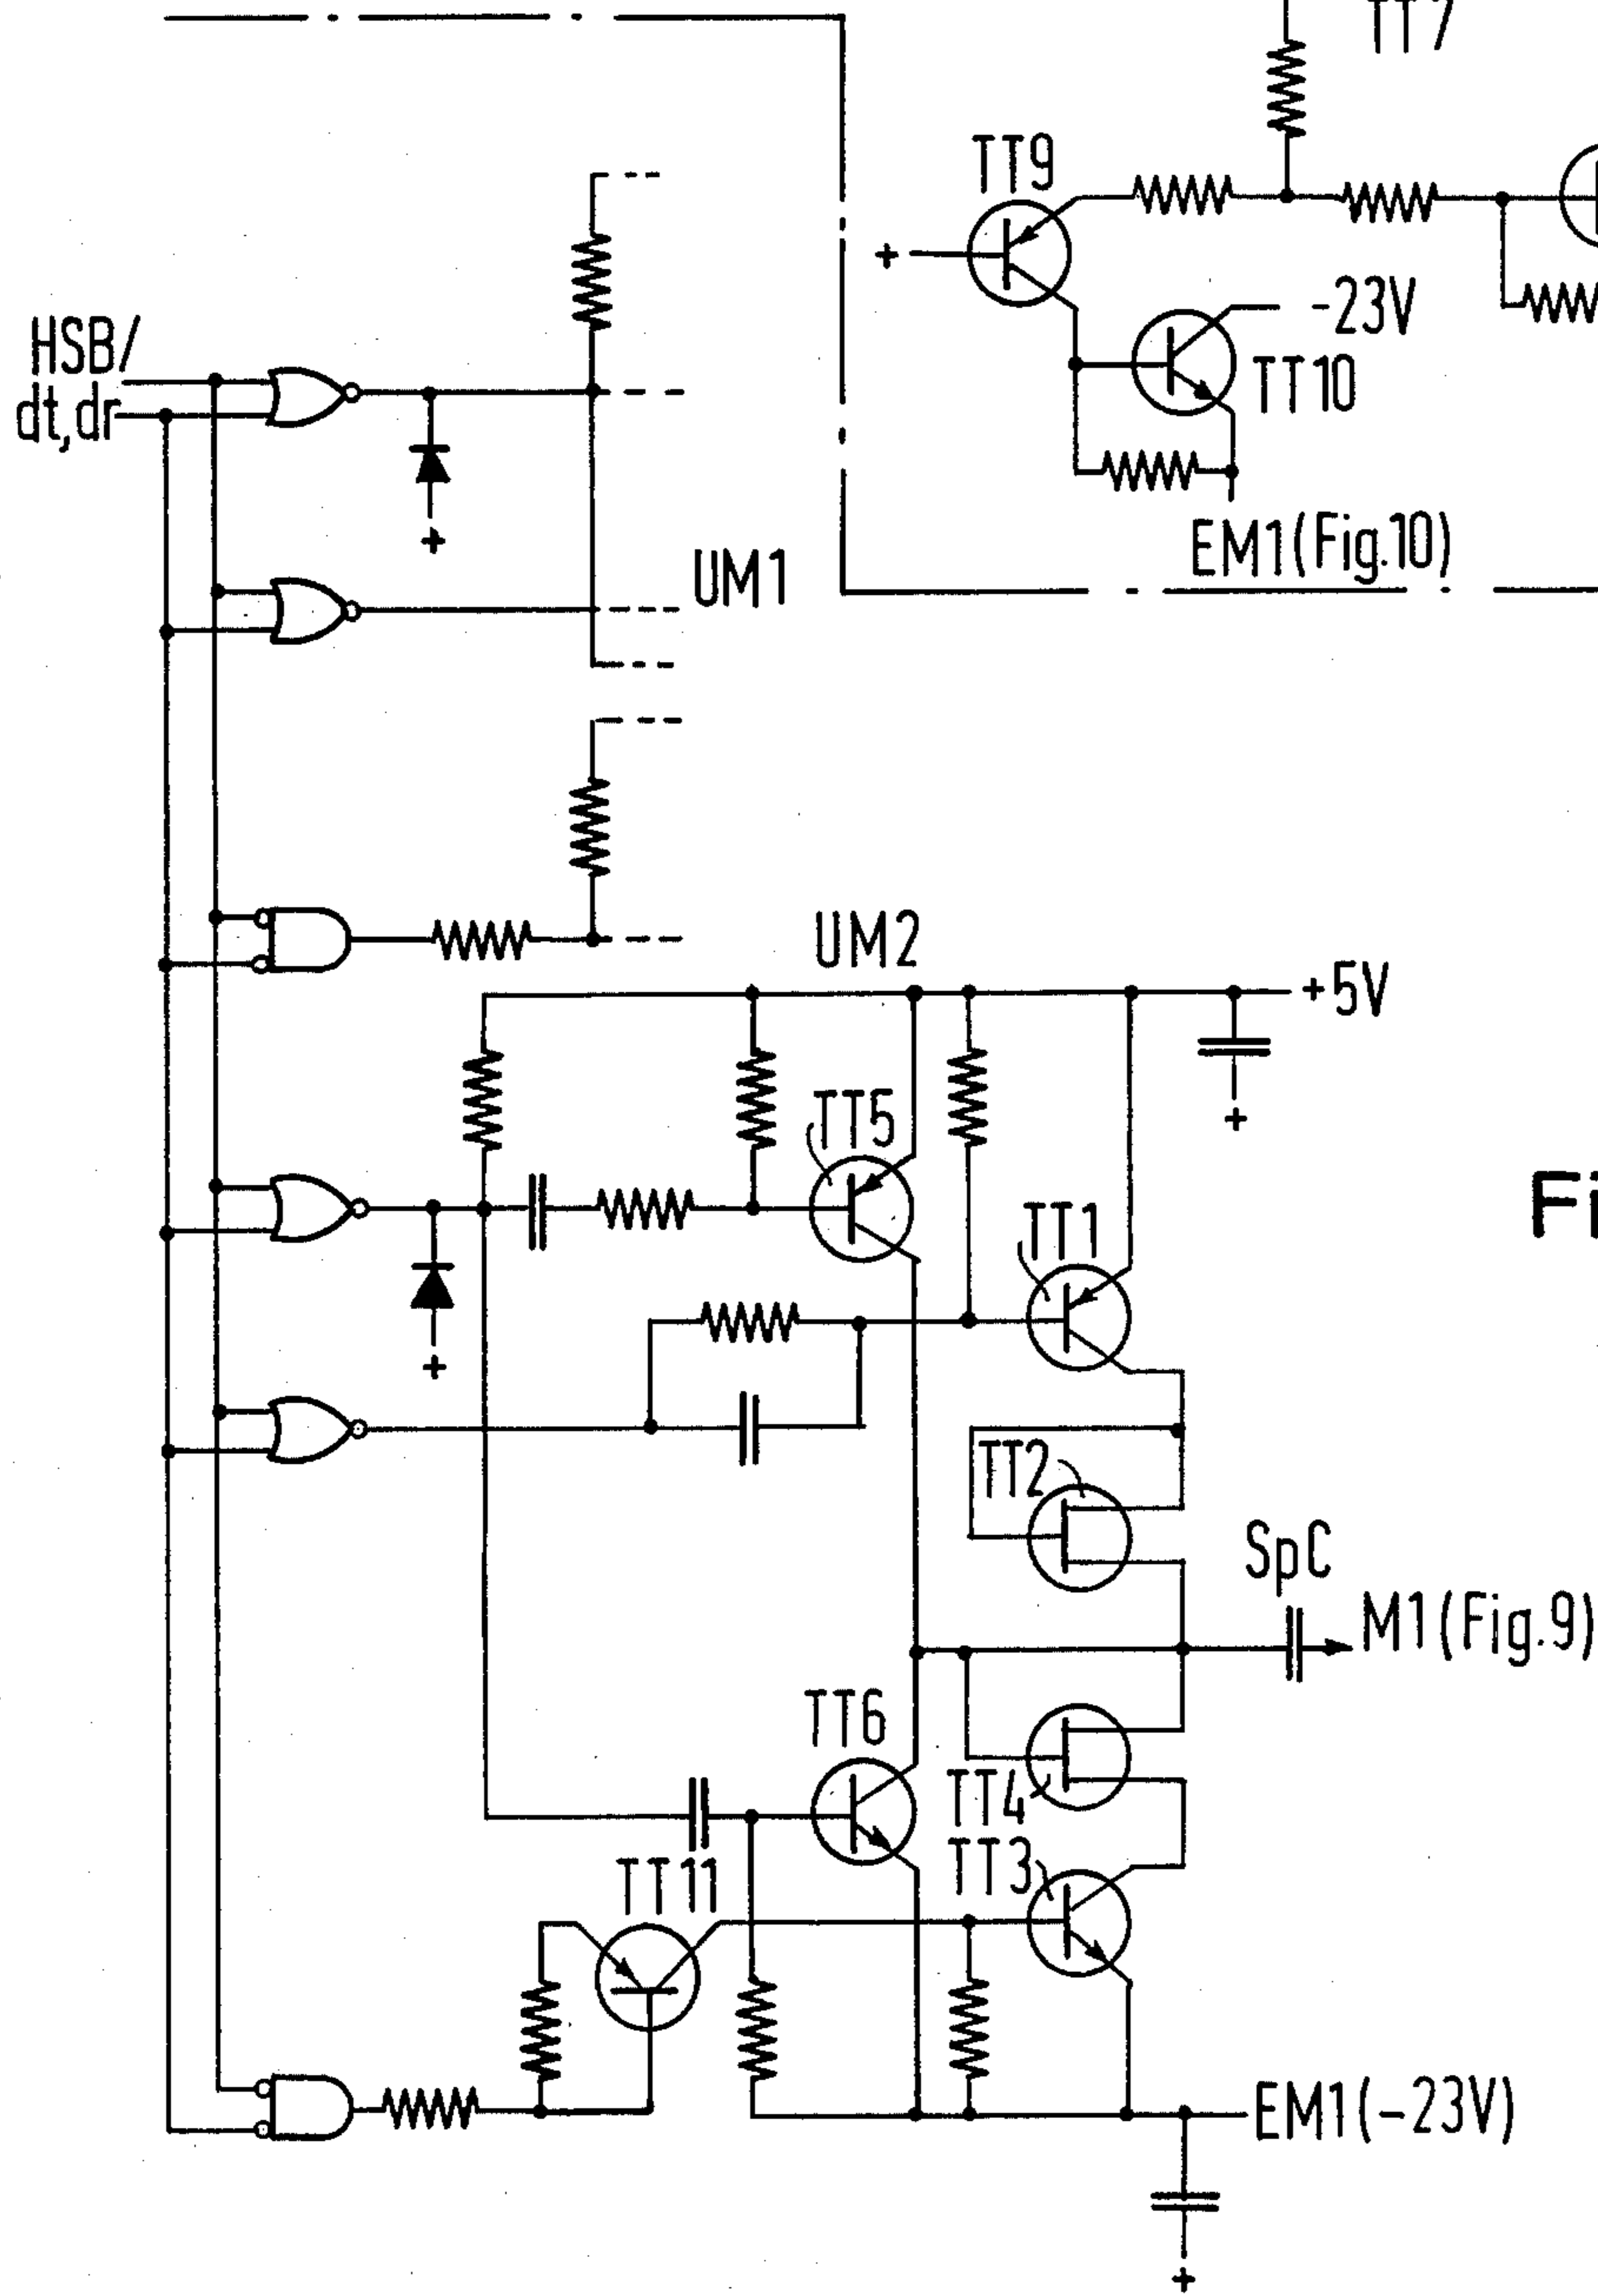 TT7
TT9
+
-23V
HSB/
dt,dr
TT10
+
EM1(Fig.10)
UM1
UM2
+5V
TT5
+
TT1
+
TT2
SpC
M1(Fig.9)
TT6
TT4
TT3
TT11
EM1(-23V)
+